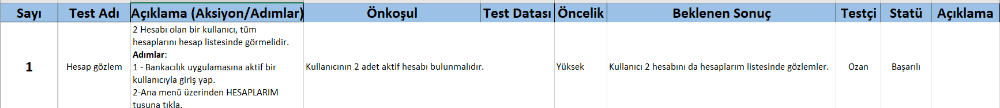 Sayı Test Adı Açıklama (Aksiyon/Adımlar) Önkoşul Test Datası Öncelik Beklenen Sonuç Testçi Statü Açıklama
1
Hesap gözlem
2 Hesabı olan bir kullanıcı, tüm
hesaplarını hesap listesinde görmelidir.
Adımlar:
1 - Bankacılık uygulamasına aktif bir
kullanıcıyla giriş yap.
2-Ana menü üzerinden HESAPLARIM
tuşuna tıkla.
Kullanıcının 2 adet aktif hesabı bulunmalıdır.
Yüksek
Kullanıcı 2 hesabını da hesaplarım listesinde gözlemler.
Ozan
Başarılı